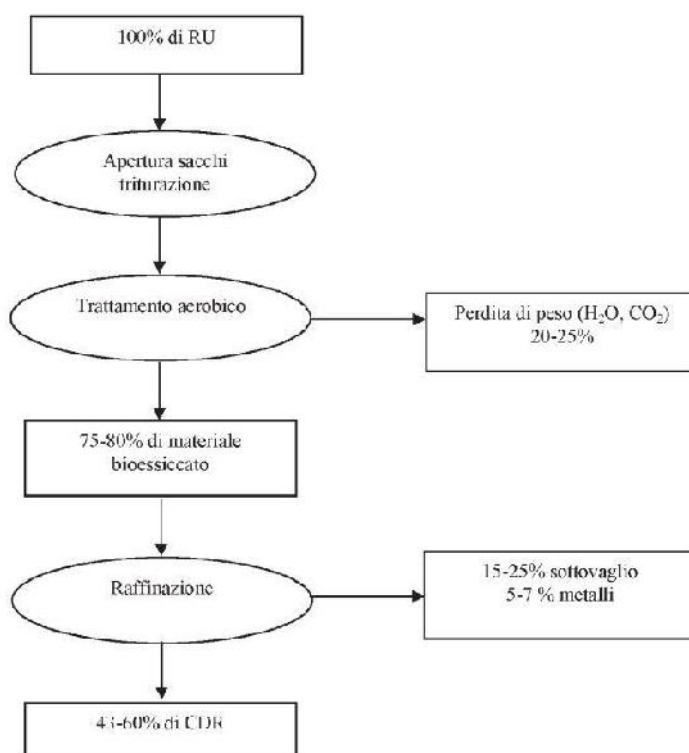 100% di RU
Apertura sacchi
triturazione
Trattamento aerobico
Perdita di peso (H₂O, CO₂)
20-25%
75-80% di materiale
bioessiccato
Raffinazione
15-25% sottovaglio
5-7 % metalli
43-60% di CDR